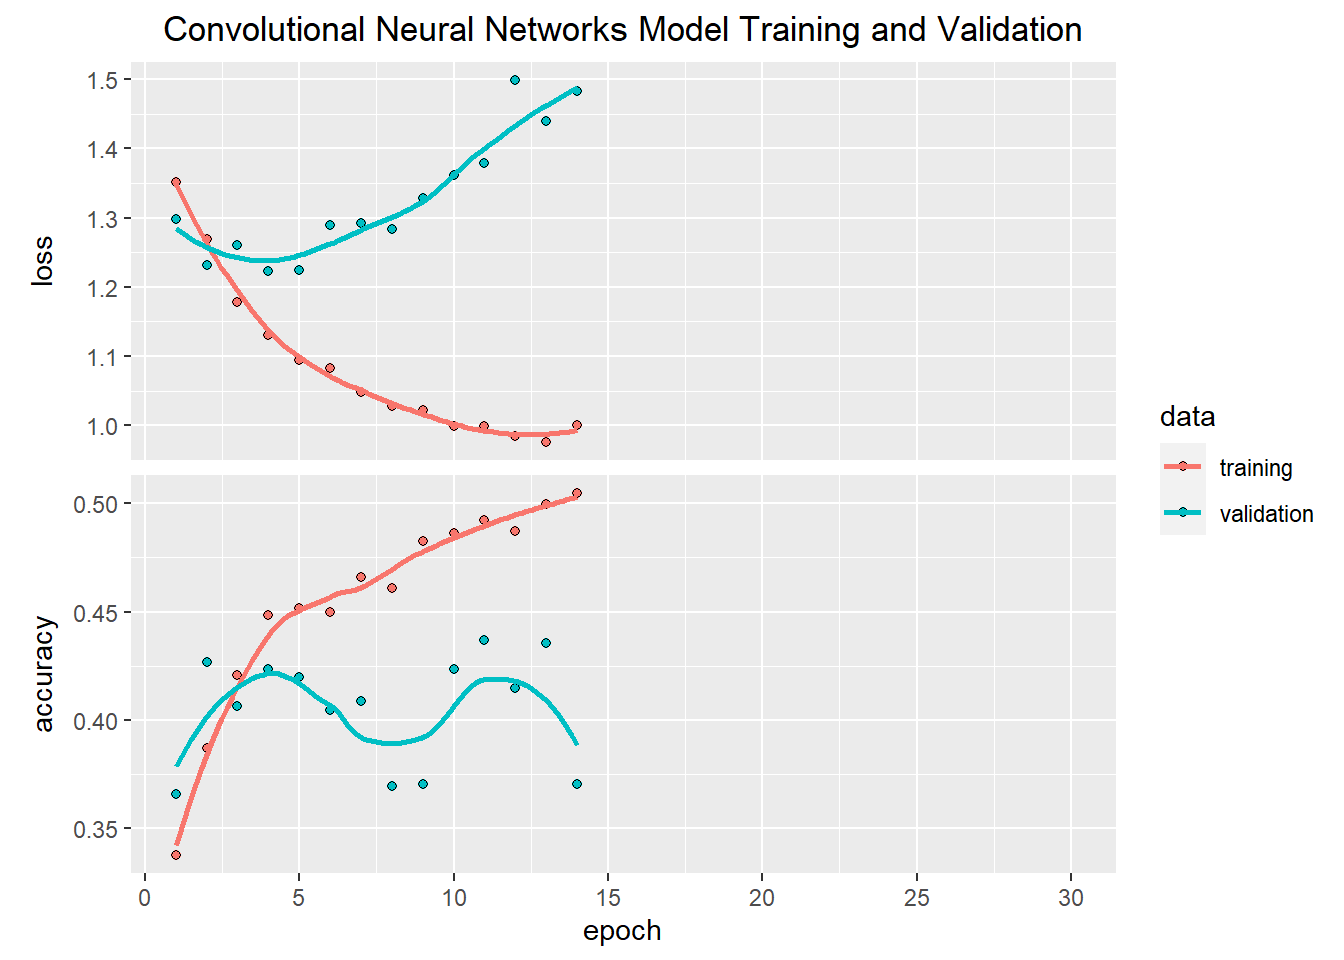 Convolutional Neural Networks Model Training and Validation
1.5
1.4
1.3
1.2
1.1
1.0
loss
0.50
0.45
0.40
0.35
accuracy
0 5 10 15 20 25 30
epoch
data
training
validation